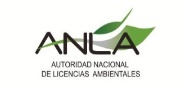 ANLA
AUTORIDAD NACIONAL
DE LICENCIAS AMBIENTALES